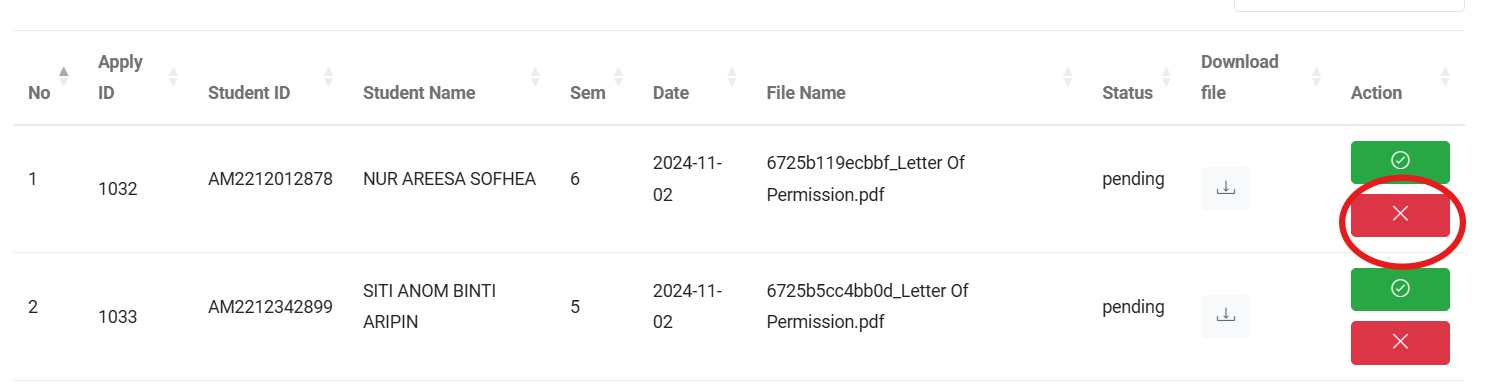 No Apply ID Student ID Student Name Sem Date File Name Status Download file Action
1 1032 AM2212012878 NUR AREESA SOFHEA 6 2024-11-02 6725b119ecbbf_Letter Of Permission.pdf pending
2 1033 AM2212342899 SITI ANOM BINTI ARIPIN 5 2024-11-02 6725b5cc4bb0d_Letter Of Permission.pdf pending